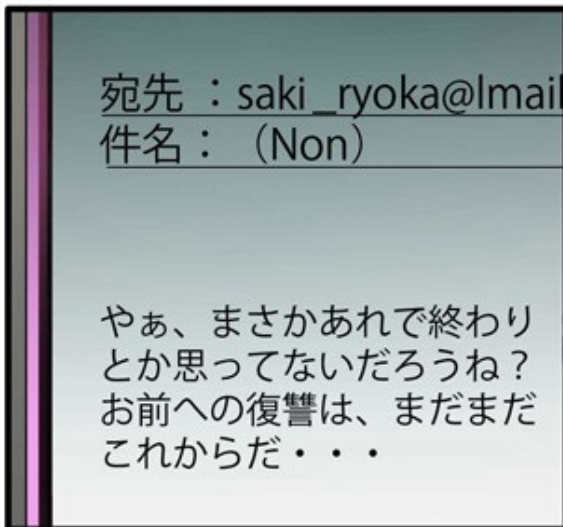 宛先 ：saki_ryoka@lmail
件名： （Non）
やぁ、まさかあれで終わり
とか思ってないだろうね？
お前への復讐は、まだまだ
これからだ・・・